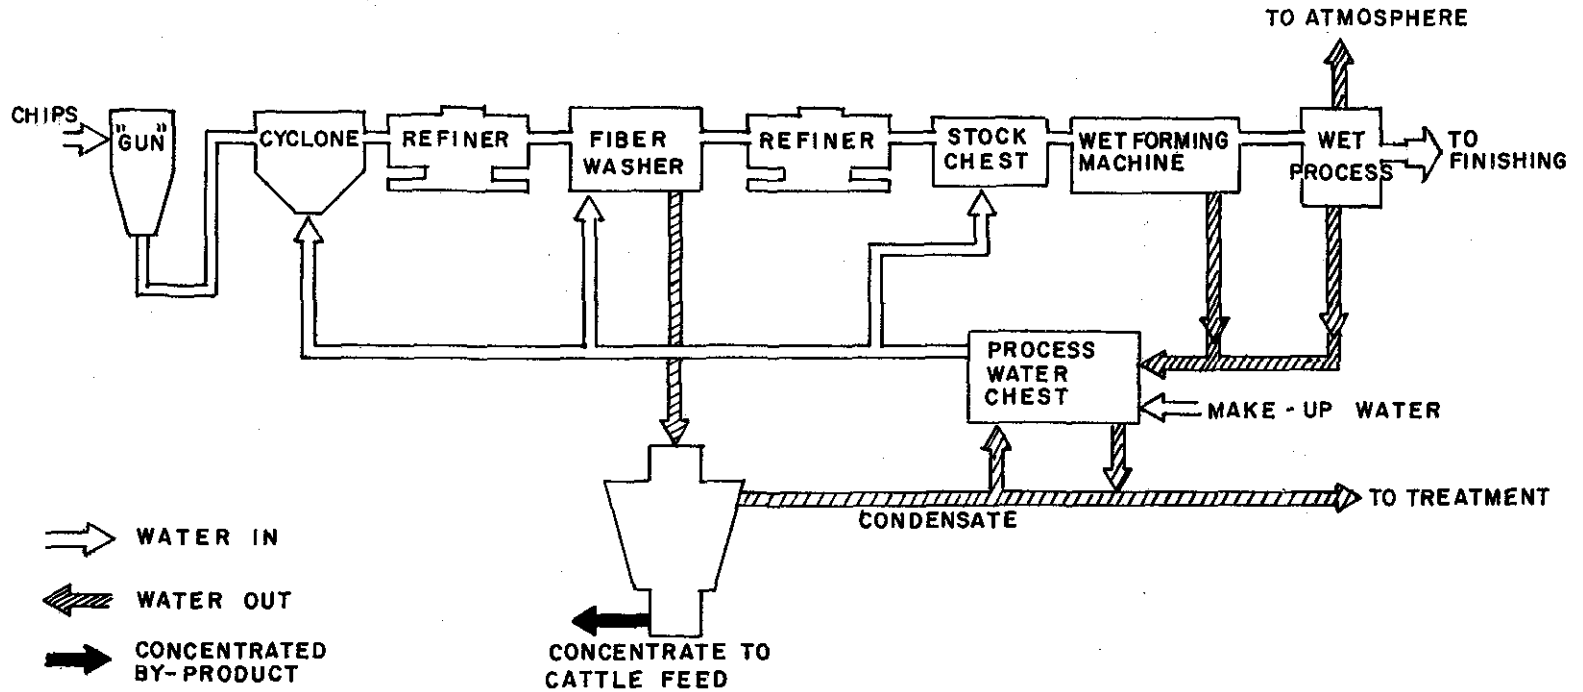 TO ATMOSPHERE
CHIPS
"GUN"
CYCLONE
REFINER
FIBER
WASHER
REFINER
STOCK
CHEST
WET FORMING
MACHINE
WET
PROCESS
TO
FINISHING
PROCESS
WATER
CHEST
MAKE-UP WATER
TO TREATMENT
CONDENSATE
WATER IN
WATER OUT
CONCENTRATED
BY-PRODUCT
CONCENTRATE TO
CATTLE FEED